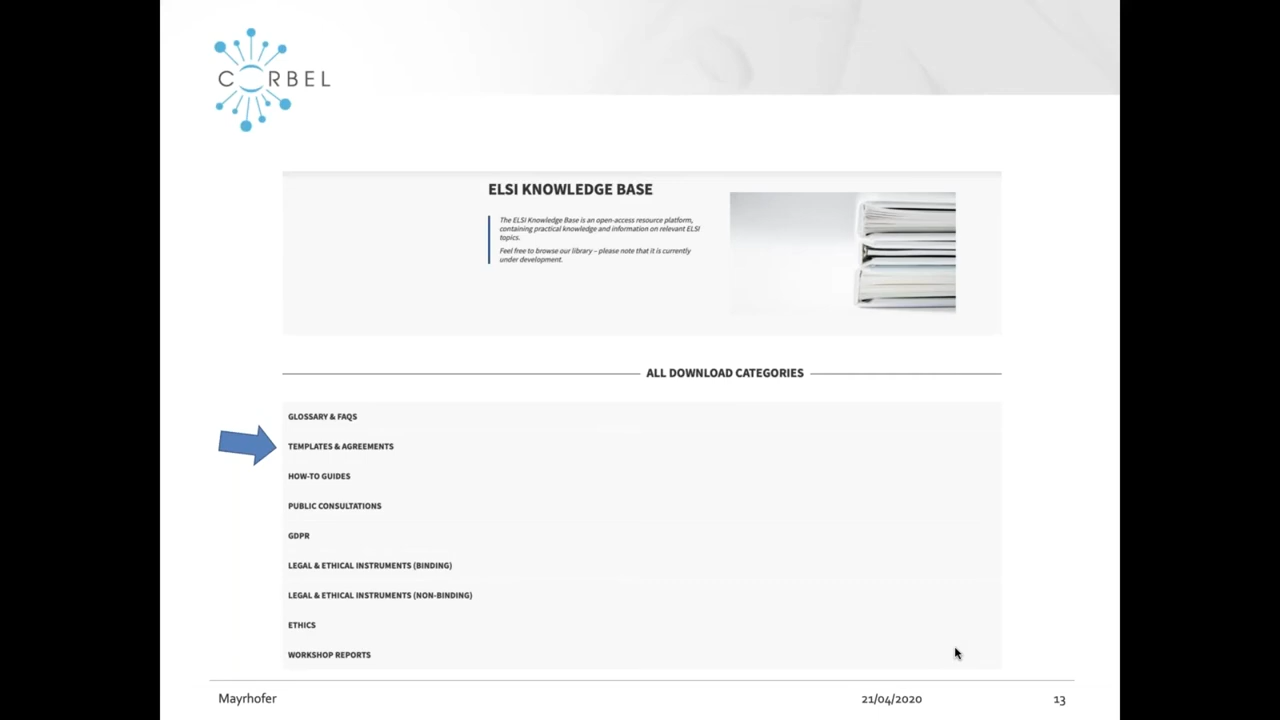 CORBEL
ELSI KNOWLEDGE BASE
The ELSI Knowledge Base is an open-access resource platform,
containing practical knowledge and information on relevant ELSI
topics.
Feel free to browse our library – please note that it is currently
under development.
ALL DOWNLOAD CATEGORIES
GLOSSARY & FAQS
TEMPLATES & AGREEMENTS
HOW-TO GUIDES
PUBLIC CONSULTATIONS
GDPR
LEGAL & ETHICAL INSTRUMENTS (BINDING)
LEGAL & ETHICAL INSTRUMENTS (NON-BINDING)
ETHICS
WORKSHOP REPORTS
Mayrhofer
21/04/2020
13